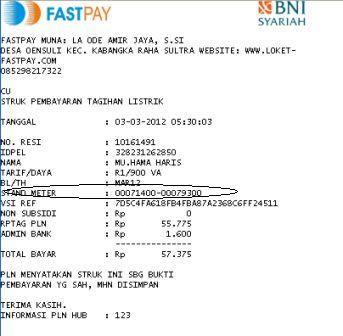 FASTPAY
BNI
SYARIAH
FASTPAY MUNA: LA ODE AMIR JAYA, S.SI
DESA OENSULI KEC. KABANGKA RAHA SULTRA WEBSITE: WWW.LOKET-
FASTPAY.COM
085298217322
CU
STRUK PEMBAYARAN TAGIHAN LISTRIK
TANGGAL : 03-03-2012 05:30:03
NO. RESI : 10161491
IDPEL : 328231262850
NAMA : MU.HAMA HARIS
TARIF/DAYA : R1/900 VA
BL/TH : MAR12
STAND METER : 00071400-00079300
VSI REF : 7D5C4FA618FB4FBA87A2368C6FF24511
NON SUBSIDI : Rp 0
RPTAG PLN : Rp 55.775
ADMIN BANK : Rp 1.600
--------------
TOTAL BAYAR : Rp 57.375
PLN MENYATAKAN STRUK INI SBG BUKTI
PEMBAYARAN YG SAH, MHN DISIMPAN
TERIMA KASIH.
INFORMASI PLN HUB : 123